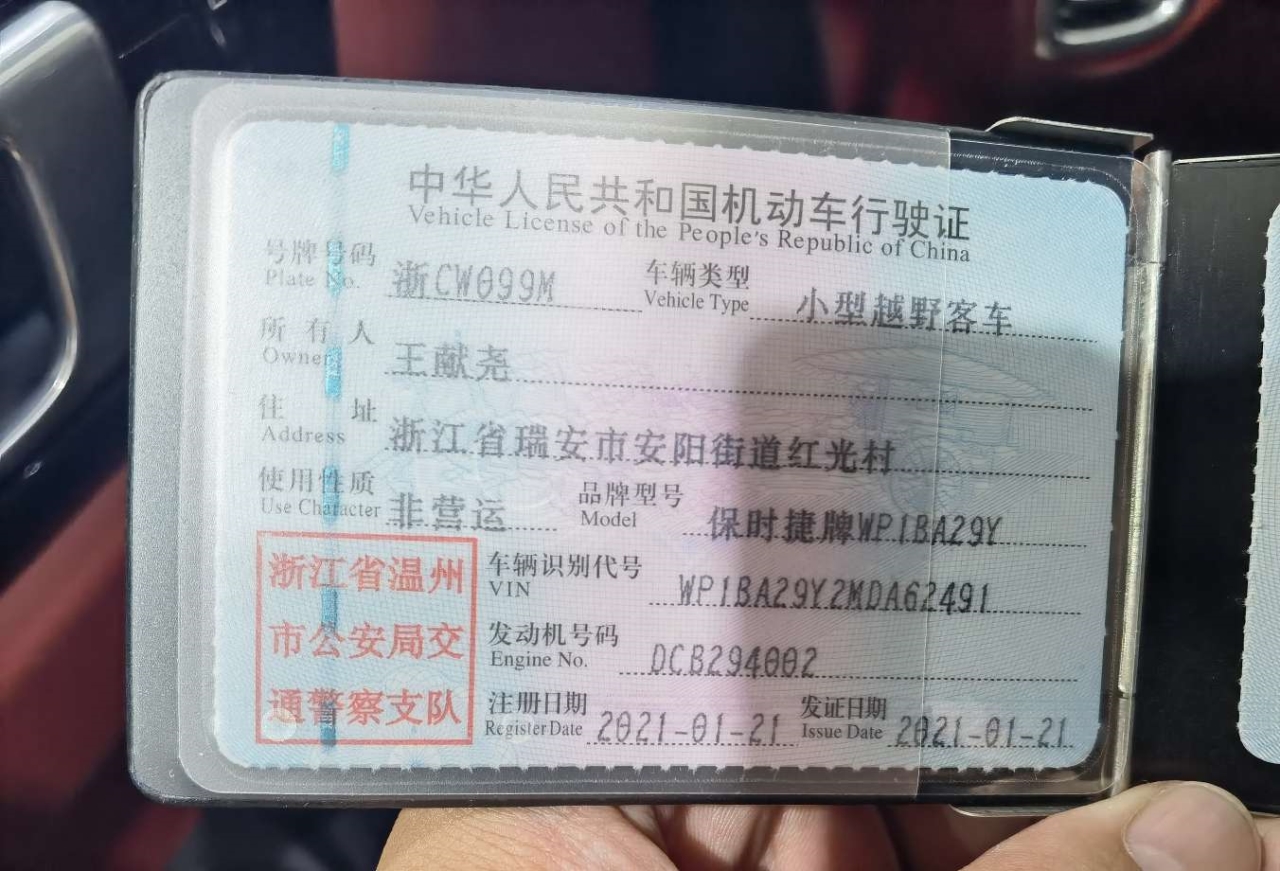 中华人民共和国机动车行驶证
Vehicle License of the People's Republic of China
号牌号码 浙CW099M 车辆类型 小型越野客车
Plate No. Vehicle Type
所有人 王献尧
Owner
住址 浙江省瑞安市安阳街道红光村
Address
使用性质 非营运 品牌型号 保时捷牌WP1BA29Y
Use Character Model
浙江省温州
市公安局交
通警察支队
车辆识别代号 WP1BA29Y2MDA62491
VIN
发动机号码 DCB294002
Engine No.
注册日期 2021-01-21 发证日期 2021-01-21
Register Date Issue Date